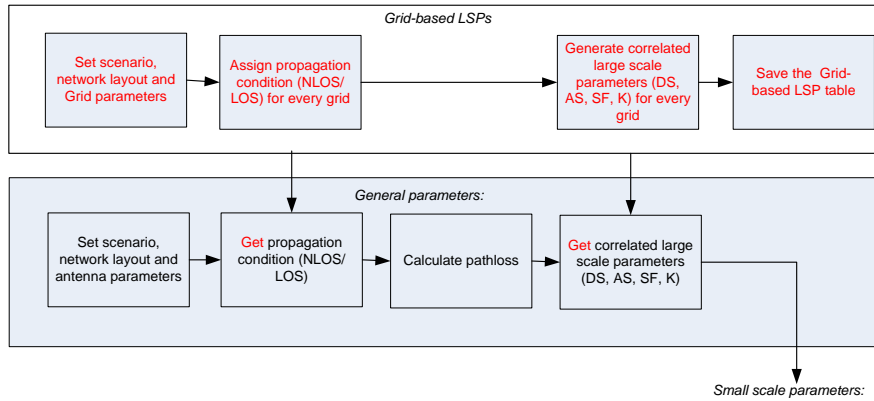 Grid-based LSPs
Set scenario,
network layout and
Grid parameters
Assign propagation
condition (NLOS/
LOS) for every grid
Generate correlated
large scale
parameters (DS,
AS, SF, K) for every
grid
Save the  Grid-
based LSP table
General parameters:
Set scenario,
network layout and
antenna parameters
Get propagation
condition (NLOS/
LOS)
Calculate pathloss
Get correlated large
scale parameters
(DS, AS, SF, K)
Small scale parameters: